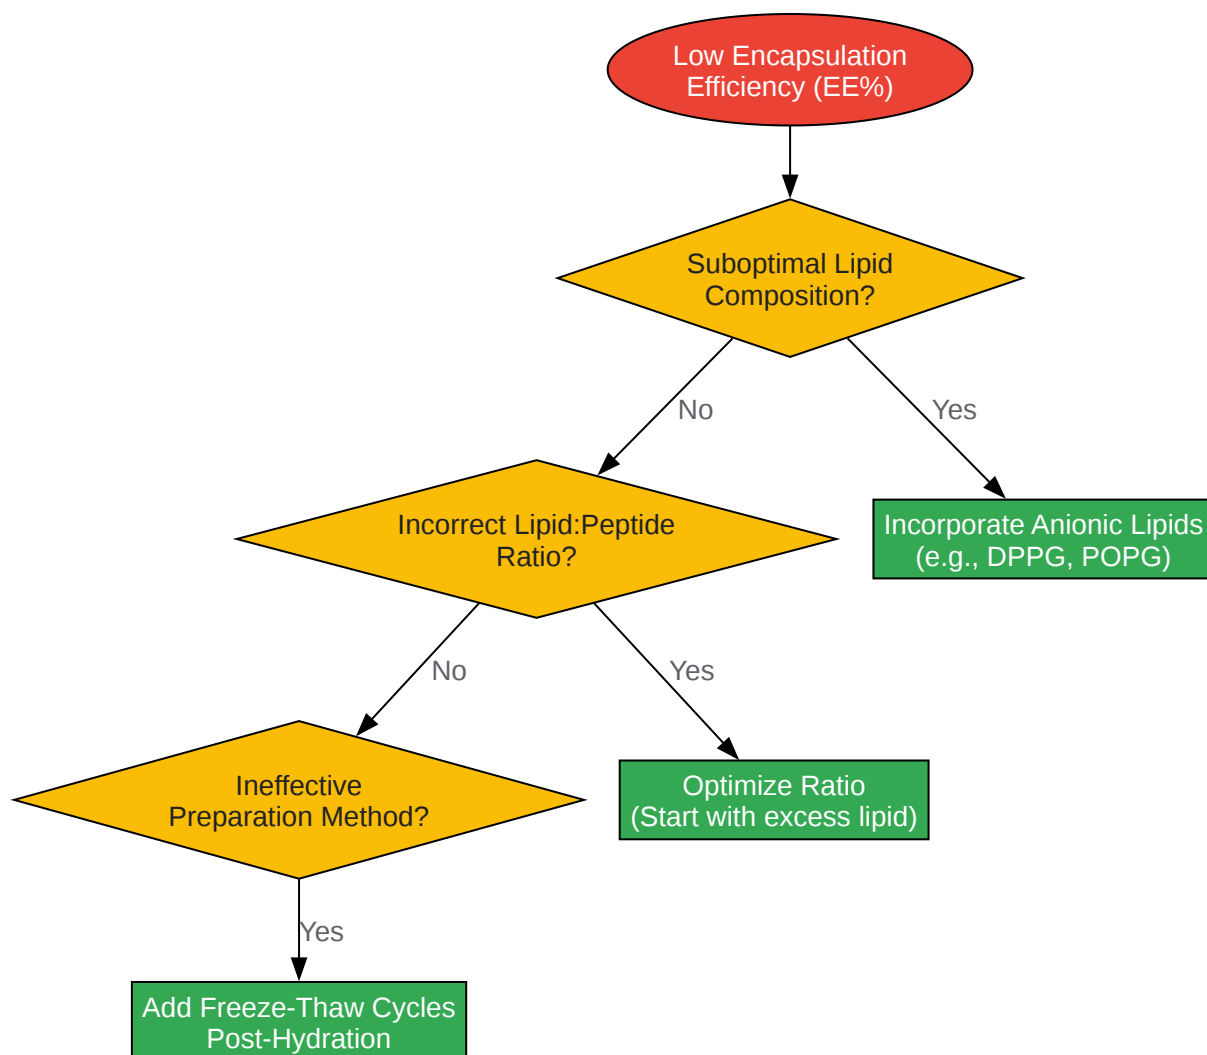 Low Encapsulation
Efficiency (EE%)
Suboptimal Lipid
Composition?
No
Yes
Incorrect Lipid:Peptide
Ratio?
Incorporate Anionic Lipids
(e.g., DPPG, POPG)
No
Yes
Ineffective
Preparation Method?
Optimize Ratio
(Start with excess lipid)
Yes
Add Freeze-Thaw Cycles
Post-Hydration